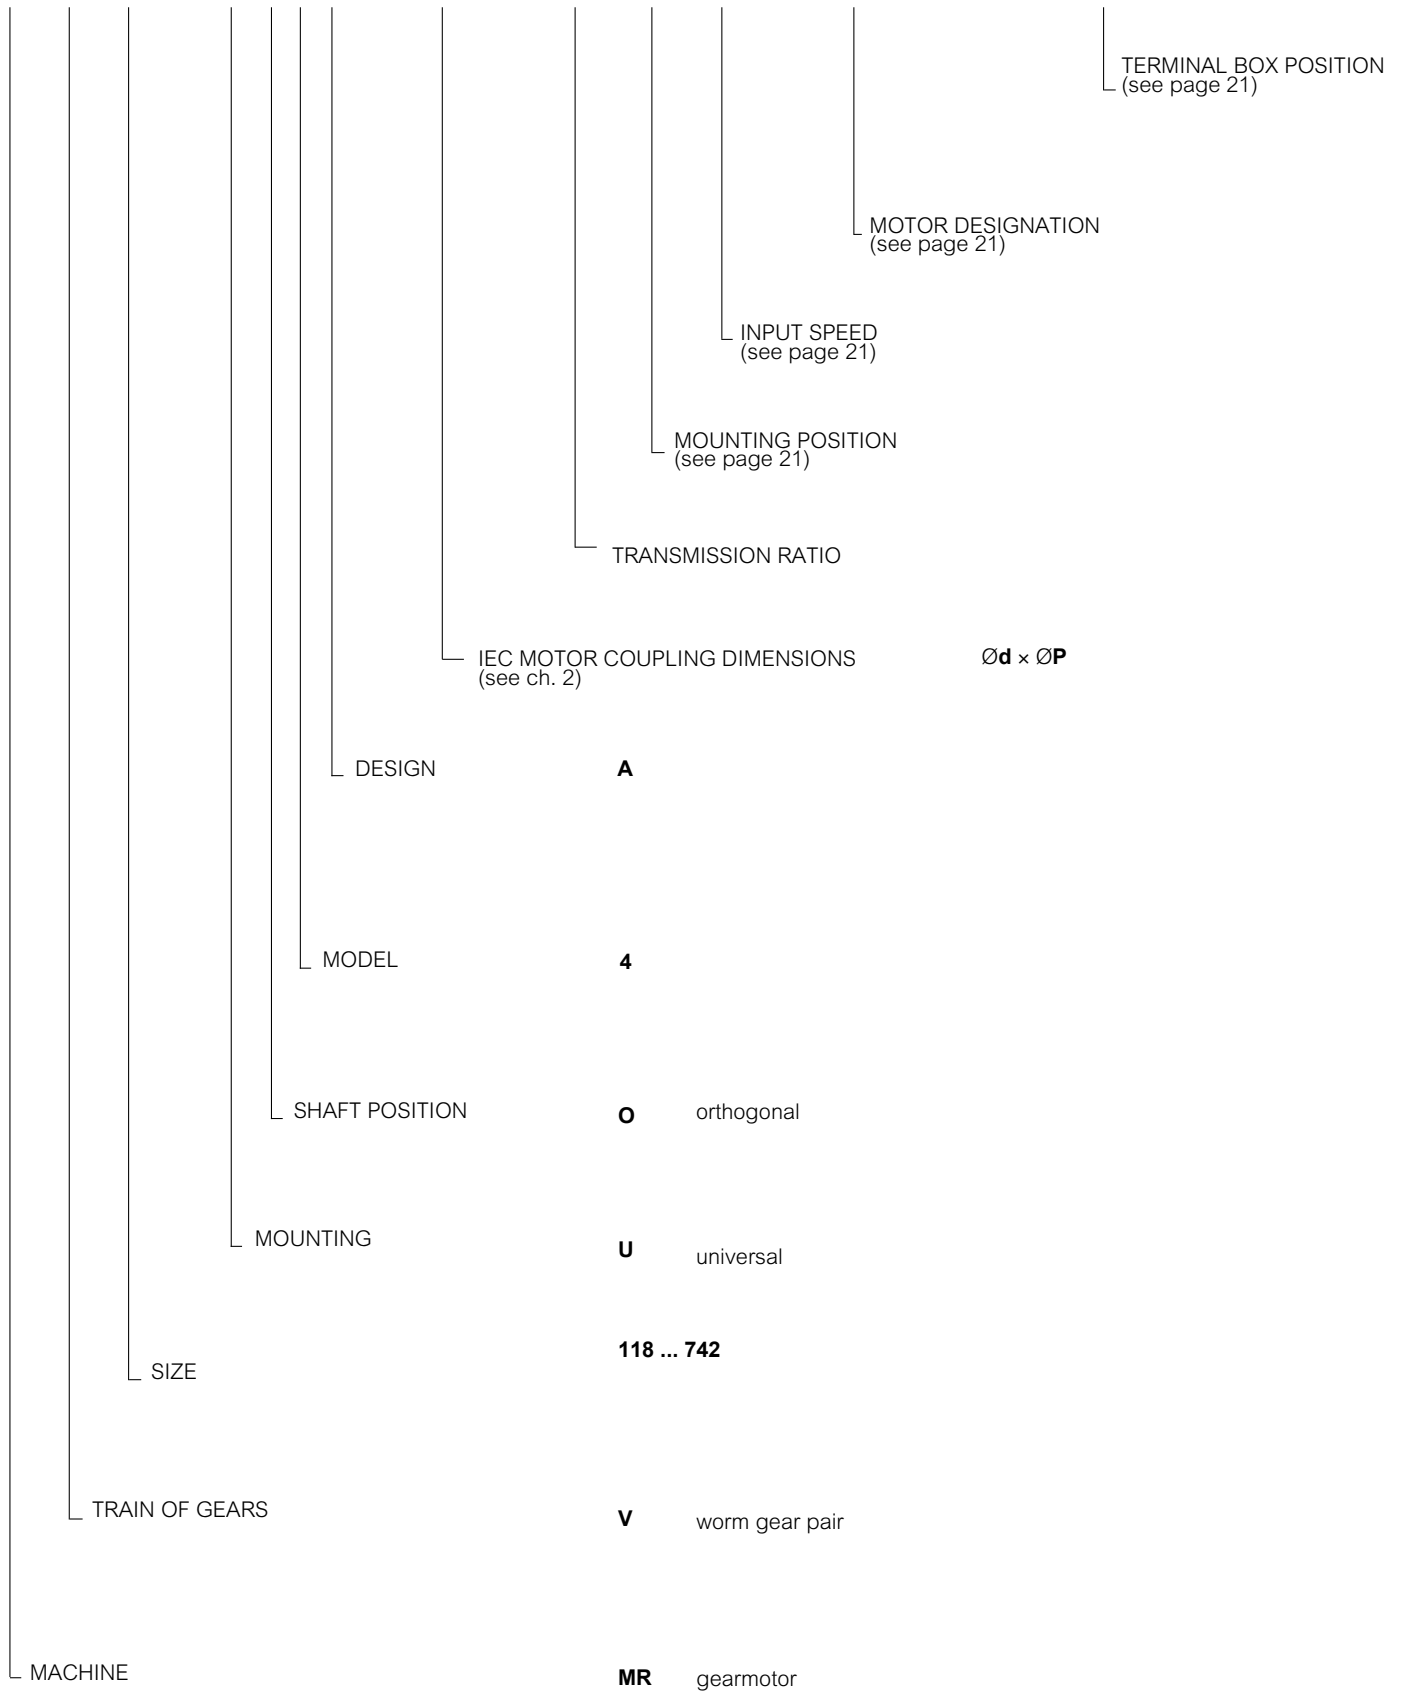 TERMINAL BOX POSITION
(see page 21)
MOTOR DESIGNATION
(see page 21)
INPUT SPEED
(see page 21)
MOUNTING POSITION
(see page 21)
TRANSMISSION RATIO
IEC MOTOR COUPLING DIMENSIONS Ød × ØP
(see ch. 2)
DESIGN A
MODEL 4
SHAFT POSITION O orthogonal
MOUNTING U universal
118 ... 742
SIZE
TRAIN OF GEARS V worm gear pair
MACHINE MR gearmotor